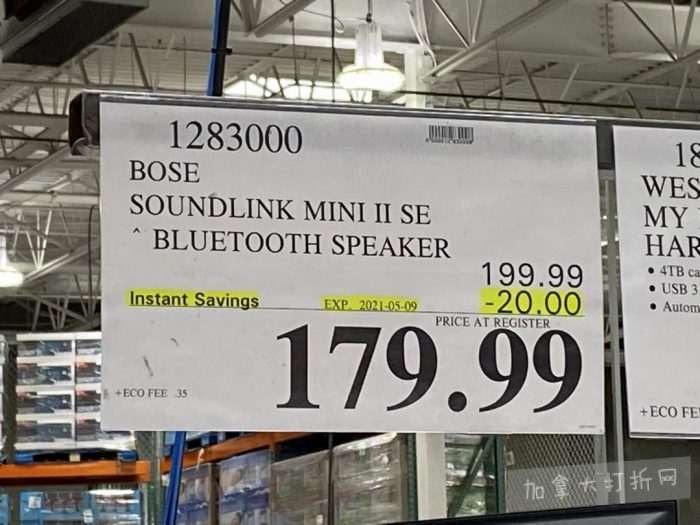 1283000
BOSE
SOUNDLINK MINI II SE
^ BLUETOOTH SPEAKER
199.99
Instant Savings EXP. 2021-05-09 -20.00
PRICE AT REGISTER
179.99
+ECO FEE .35
18
WES
MY
HAR
• 4TB ca
• USB 3
• Autom
+ECO FE
加拿大打折网